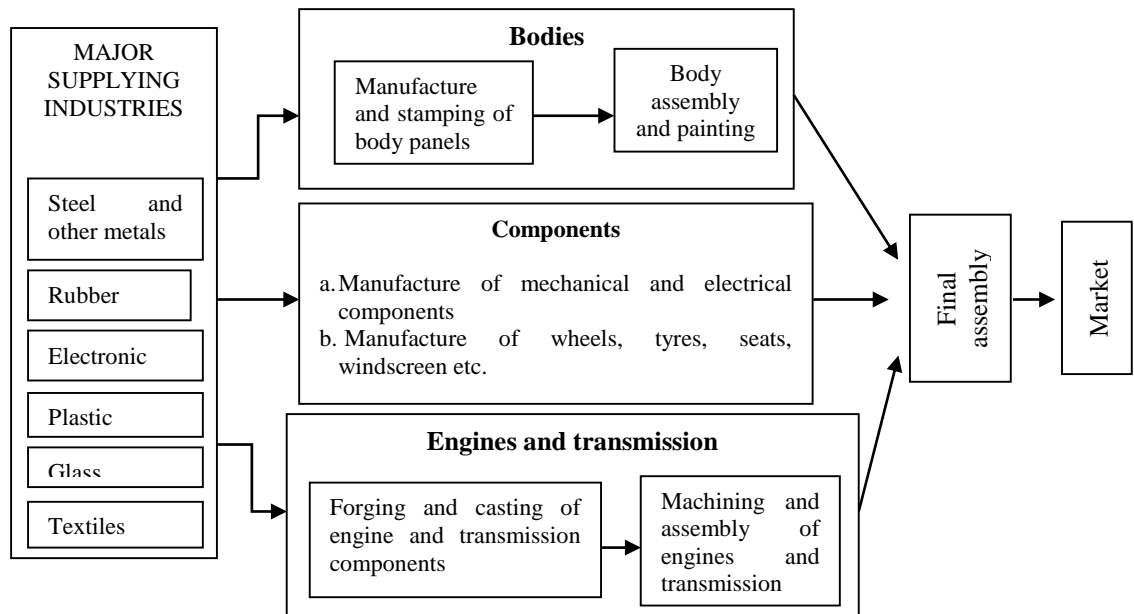 MAJOR
SUPPLYING
INDUSTRIES
Steel and
other metals
Rubber
Electronic
Plastic
Glass
Textiles
Bodies
Manufacture
and stamping of
body panels
Body
assembly
and painting
Components
a. Manufacture of mechanical and electrical
components
b. Manufacture of wheels, tyres, seats,
windscreen etc.
Engines and transmission
Forging and casting of
engine and transmission
components
Machining and
assembly of
engines and
transmission
Final
assembly
Market